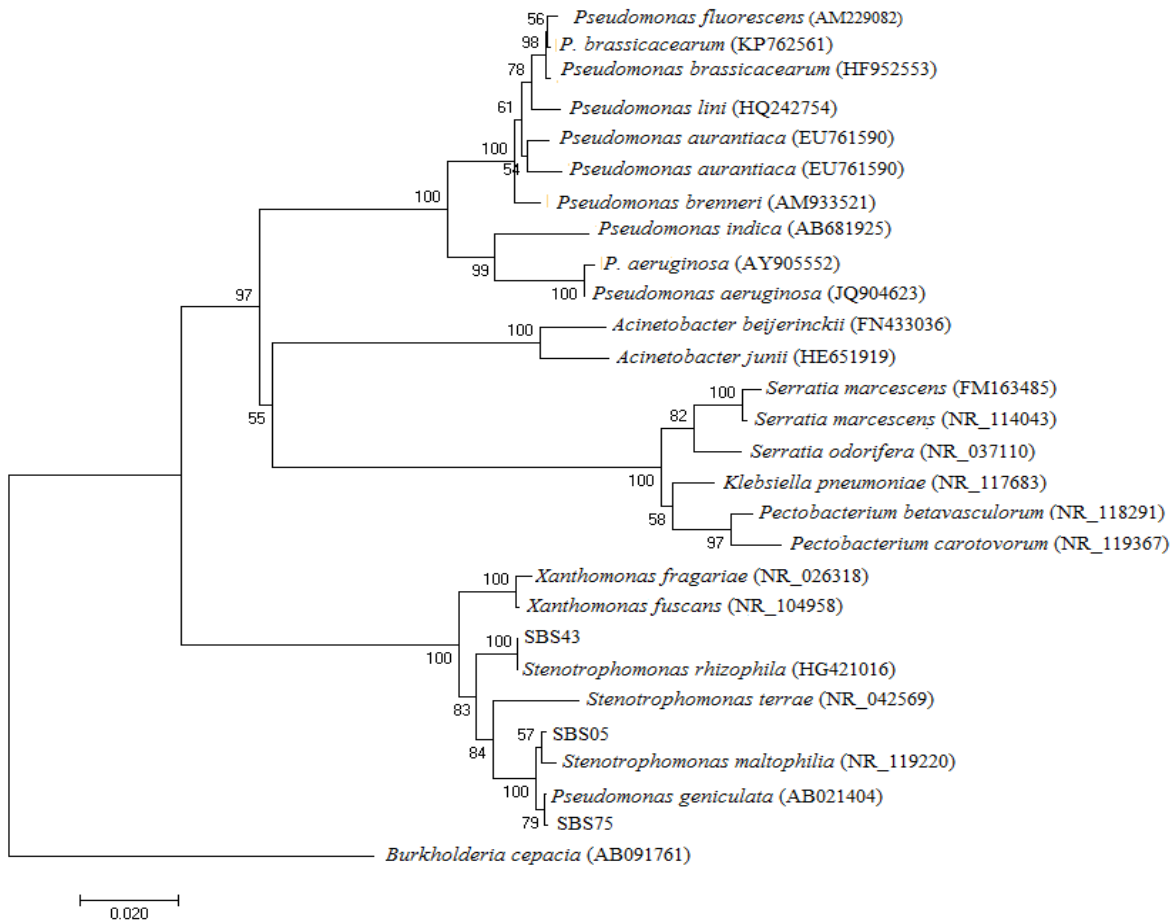 56 Pseudomonas fluorescens (AM229082)
98 P. brassicacearum (KP762561)
78 Pseudomonas brassicacearum (HF952553)
61 Pseudomonas lini (HQ242754)
Pseudomonas aurantiaca (EU761590)
100
54 Pseudomonas aurantiaca (EU761590)
100 Pseudomonas brenneri (AM933521)
Pseudomonas indica (AB681925)
99 P. aeruginosa (AY905552)
97 100 Pseudomonas aeruginosa (JQ904623)
100 Acinetobacter beijerinckii (FN433036)
Acinetobacter junii (HE651919)
100 Serratia marcescens (FM163485)
55 82 Serratia marcescens (NR_114043)
Serratia odorifera (NR_037110)
100 Klebsiella pneumoniae (NR_117683)
58 Pectobacterium betavasculorum (NR_118291)
97 Pectobacterium carotovorum (NR_119367)
100 Xanthomonas fragariae (NR_026318)
Xanthomonas fuscans (NR_104958)
100 SBS43
100 Stenotrophomonas rhizophila (HG421016)
83 Stenotrophomonas terrae (NR_042569)
57 SBS05
84 Stenotrophomonas maltophilia (NR_119220)
100 Pseudomonas geniculata (AB021404)
79 SBS75
Burkholderia cepacia (AB091761)
0.020